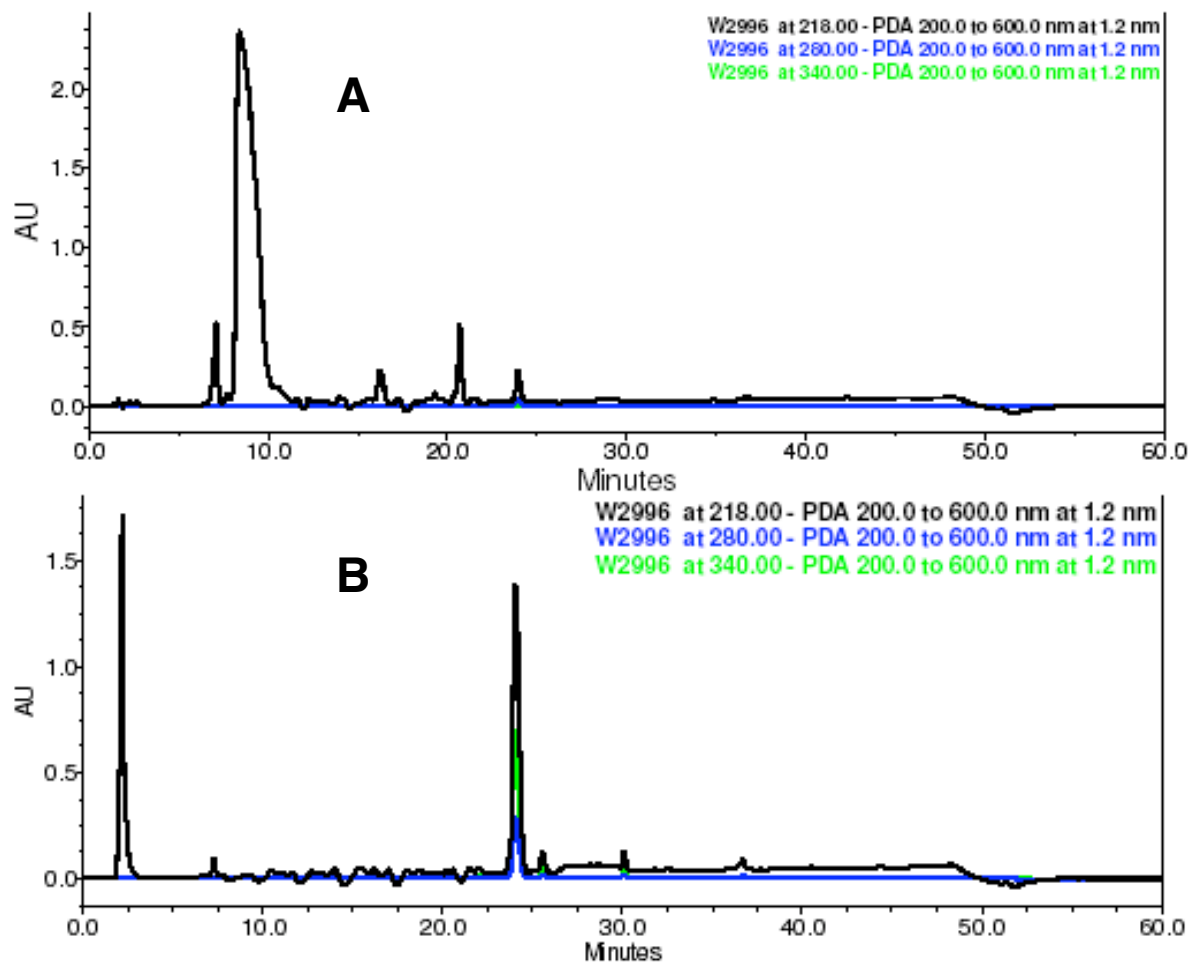 W2996 at 218.00 - PDA 200.0 to 600.0 nm at 1.2 nm
W2996 at 280.00 - PDA 200.0 to 600.0 nm at 1.2 nm
W2996 at 340.00 - PDA 200.0 to 600.0 nm at 1.2 nm
A
AU
2.0
1.5
1.0
0.5
0.0
0.0 10.0 20.0 30.0 40.0 50.0 60.0
Minutes
W2996 at 218.00 - PDA 200.0 to 600.0 nm at 1.2 nm
W2996 at 280.00 - PDA 200.0 to 600.0 nm at 1.2 nm
W2996 at 340.00 - PDA 200.0 to 600.0 nm at 1.2 nm
B
AU
1.5
1.0
0.5
0.0
0.0 10.0 20.0 30.0 40.0 50.0 60.0
Minutes